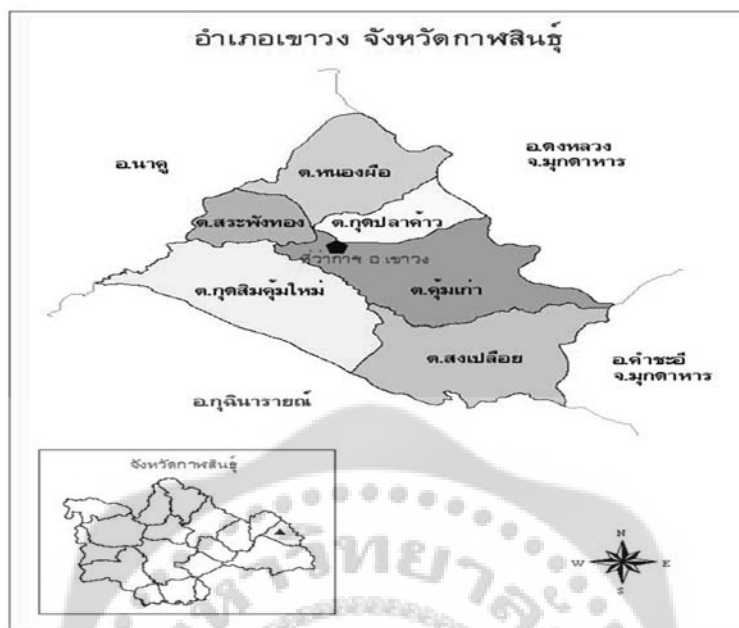 อำเภอเขาวง จังหวัดกาฬสินธุ์
อ.นาคู
อ.ดงหลวง
จ.มุกดาหาร
ต.หนองผือ
ต.สระพังทอง
ต.กุดปลาค้าว
ที่ว่าการ อ.เขาวง
ต.กุดสิมคุ้มใหม่
ต.คุ้มเก่า
ต.สงเปลือย
อ.คำชะอี
จ.มุกดาหาร
อ.กุฉินารายณ์
จังหวัดกาฬสินธุ์
N
W E
S